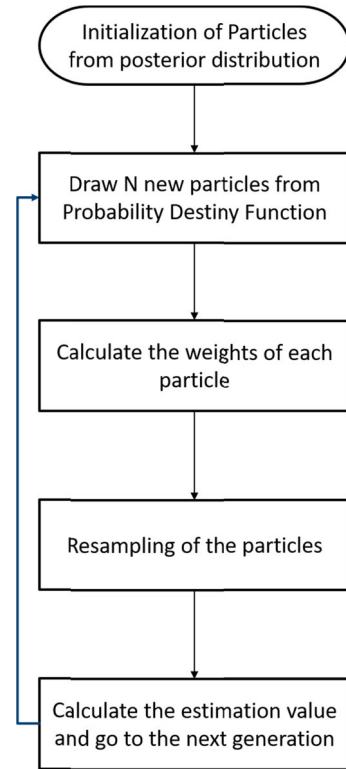 Initialization of Particles
from posterior distribution
Draw N new particles from
Probability Destiny Function
Calculate the weights of each
particle
Resampling of the particles
Calculate the estimation value
and go to the next generation